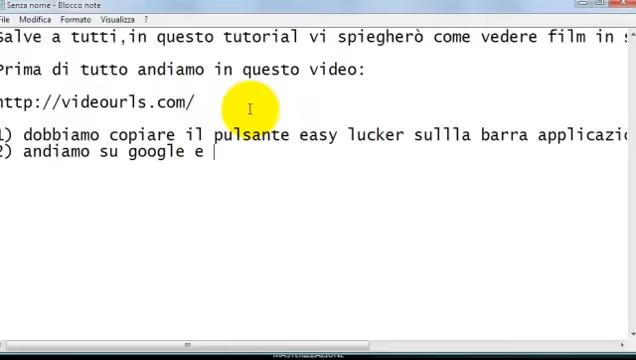 Senza nome - Blocco note
File Modifica Formato Visualizza ?
Salve a tutti,in questo tutorial vi spiegherò come vedere film in s
Prima di tutto andiamo in questo video:
http://videourls.com/
1) dobbiamo copiare il pulsante easy lucker sullla barra applicazio
2) andiamo su google e
MASTERIZZAZIONE